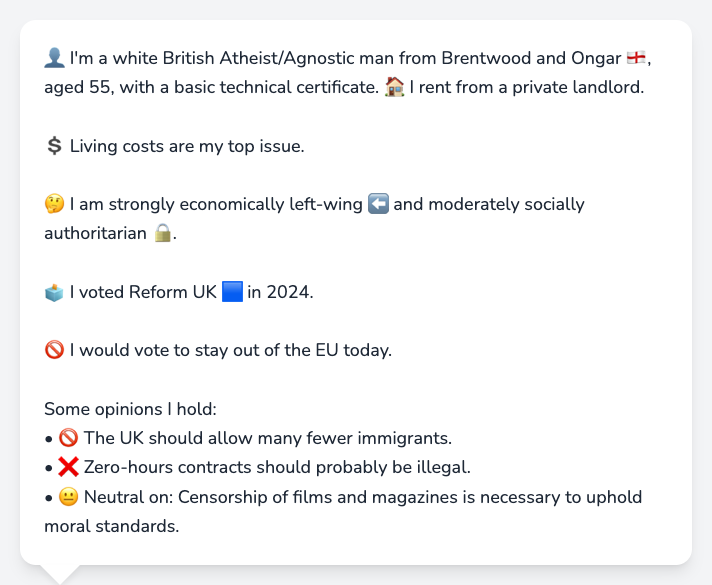 👤 I'm a white British Atheist/Agnostic man from Brentwood and Ongar 🏴󠁧󠁢󠁥󠁮󠁧󠁿,
aged 55, with a basic technical certificate. 🏠 I rent from a private landlord.
💲 Living costs are my top issue.
🤔 I am strongly economically left-wing ⬅️ and moderately socially
authoritarian 🔒.
🗳️ I voted Reform UK 🟦 in 2024.
🚫 I would vote to stay out of the EU today.
Some opinions I hold:
• 🚫 The UK should allow many fewer immigrants.
• ❌ Zero-hours contracts should probably be illegal.
• 😐 Neutral on: Censorship of films and magazines is necessary to uphold
moral standards.